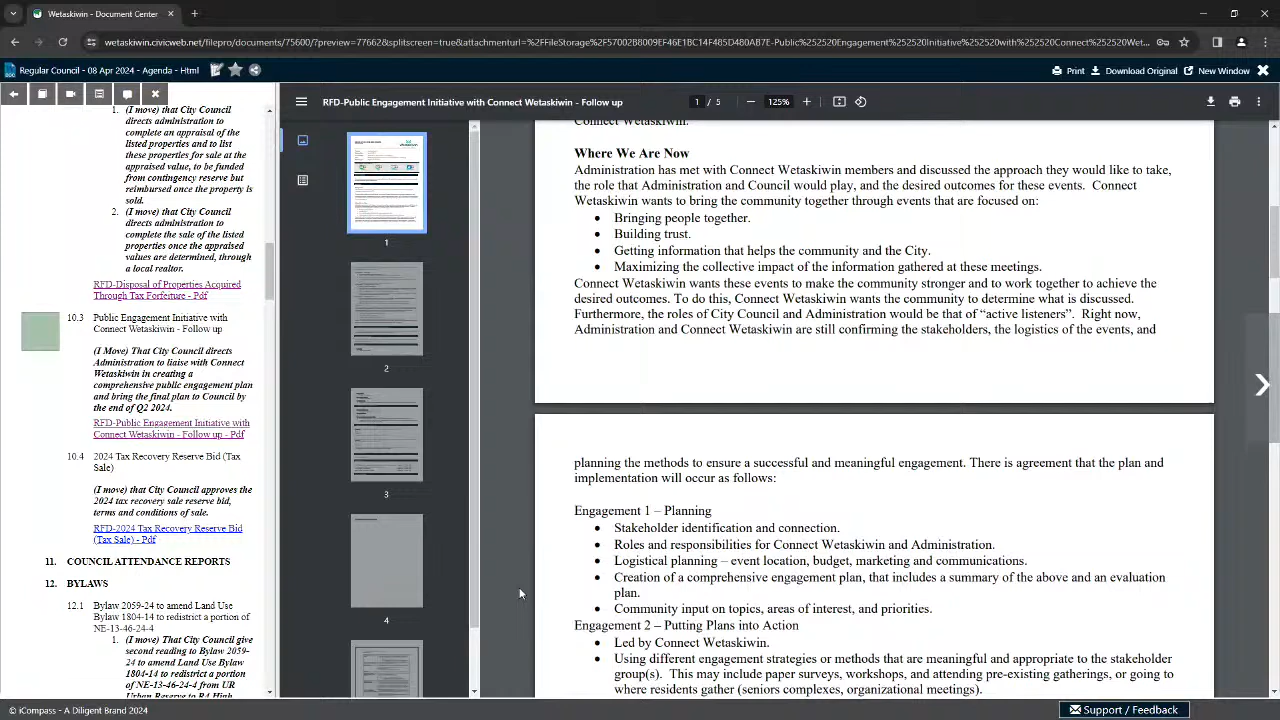 Wetaskiwin - Document Center
wetaskiwin.civicweb.net/filepro/documents/75600/?preview=77662&splitscreen=true&attachmenturl=%2FFileStorage%2F57002B8009EF46E1BC14F485D480AB7E-Public%252520Engagement%252520Initiative%252520with%252520Connect%252520Wet...
Regular Council - 08 Apr 2024 - Agenda - Html
Print
Download Original
New Window
1. (I move) that City Council
directs administration to
complete an appraisal of the
listed properties and to list
these properties for sale at the
appraised value, to be funded
from contingency reserve but
reimbursed once the property is
sold.
2. (I move) that City Council
directs administration to
complete the sale of the listed
properties once the appraised
values are determined, through
a local realtor.
RFD-Disposal of Properties Acquired
Through Tax Forfeiture - Pdf
10.3 Public Engagement Initiative with
Connect Wetaskiwin - Follow up
(I Move) That City Council directs
Administration to liaise with Connect
Wetaskiwin in creating a
comprehensive public engagement plan
and bring the final plan to Council by
the end of Q2 2024.
RFD-Public Engagement Initiative with
Connect Wetaskiwin - Follow up - Pdf
10.4 2024 Tax Recovery Reserve Bid (Tax
Sale)
(I move) that City Council approves the
2024 tax recovery sale reserve bid,
terms and conditions of sale.
RFD-2024 Tax Recovery Reserve Bid
(Tax Sale) - Pdf
11. COUNCIL ATTENDANCE REPORTS
12. BYLAWS
12.1 Bylaw 2059-24 to amend Land Use
Bylaw 1804-14 to redistrict a portion of
NE-13-46-24-4
1. (I move) That City Council give
second reading to Bylaw 2059-
24 to amend Land Use Bylaw
1804-14 to redistrict a portion
of NE-13-46-24-4 from UR
Urban Reserve to
RFD-Public Engagement Initiative with Connect Wetaskiwin - Follow up
1 / 5
125%
1
2
3
4
Connect Wetaskiwin.
Where We Are Now
Administration has met with Connect Wetaskiwin members and discussed the approach they would like to take,
the role that Administration and Council would play, and the desired outcomes for these events. Connect
Wetaskiwin wants to bring the community together through events that are focused on:
• Bringing people together.
• Building trust.
• Getting information that helps the community and the City.
• Maximizing the collective impact of the information gathered at these meetings.
Connect Wetaskiwin wants these events to make the community stronger and to work together to achieve the
desired outcomes. To do this, Connect Wetaskiwin wants the community to determine what is discussed.
Furthermore, the roles of City Council and Administration would be that of “active listeners”. Right now,
Administration and Connect Wetaskiwin are still confirming the stakeholders, the logistics of the events, and
planning the methods to ensure a successful and meaningful engagement. There is agreement that the plan and
implementation will occur as follows:
Engagement 1 – Planning
• Stakeholder identification and connection.
• Roles and responsibilities for Connect Wetaskiwin and Administration.
• Logistical planning – event location, budget, marketing and communications.
• Creation of a comprehensive engagement plan, that includes a summary of the above and an evaluation
plan.
• Community input on topics, areas of interest, and priorities.
Engagement 2 – Putting Plans into Action
• Led by Connect Wetaskiwin.
• Using different engagement strategies or methods that are meaningful and appropriate to the stakeholder
group(s). This may include paper surveys, workshops, and attending pre-existing gatherings, or going to
where residents gather (seniors complexes, organizational meetings).
© iCompass - A Diligent Brand 2024
Support / Feedback